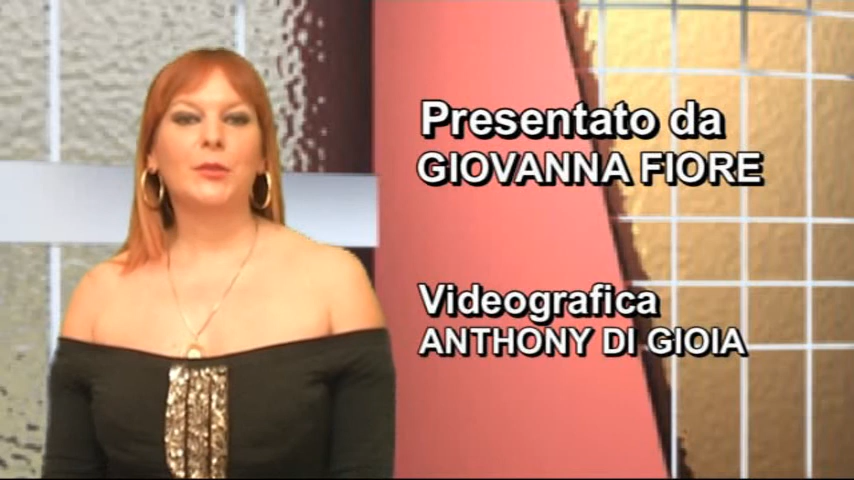 Presentato da
GIOVANNA FIORE
Videografica
ANTHONY DI GIOIA